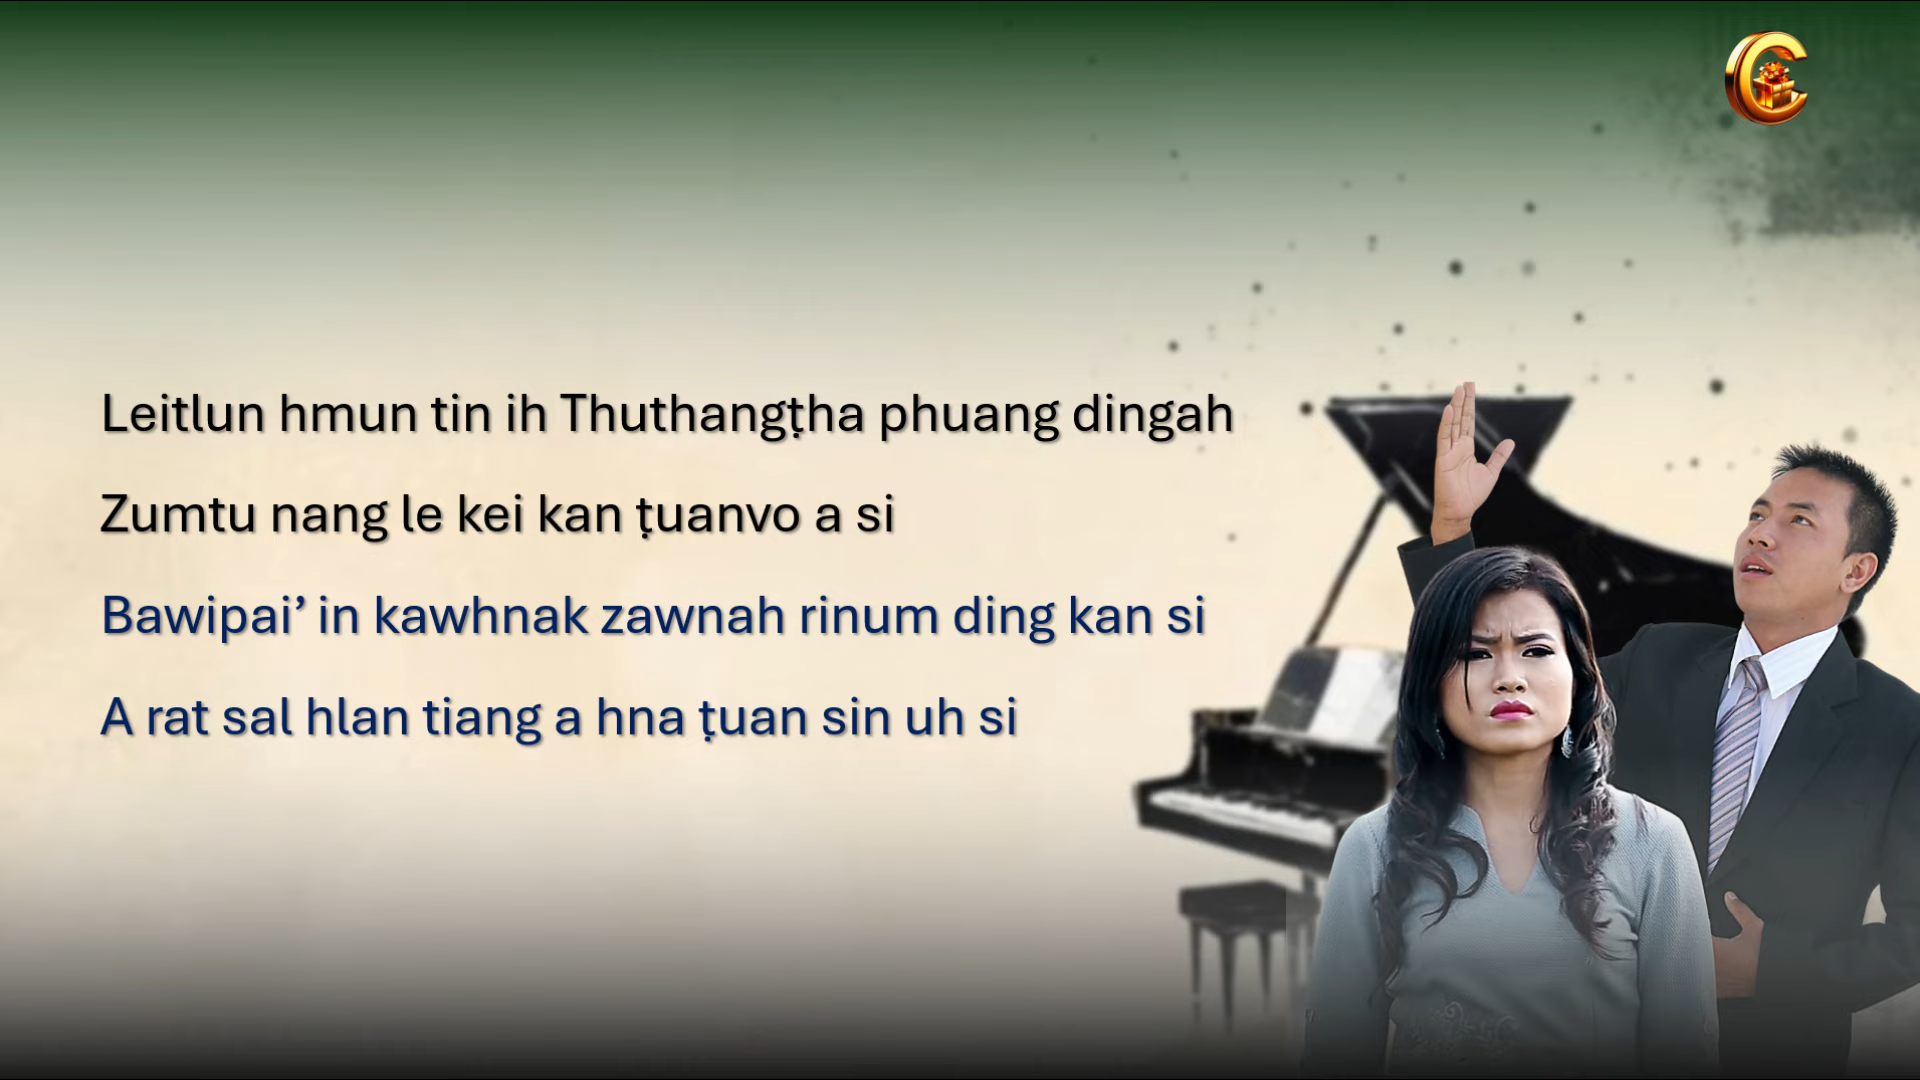 Leitlun hmun tin ih Thuthangṭha phuang dingah
Zumtu nang le kei kan ṭuanvo a si
Bawipai’ in kawhnak zawnah rinum ding kan si
A rat sal hlan tiang a hna ṭuan sin uh si